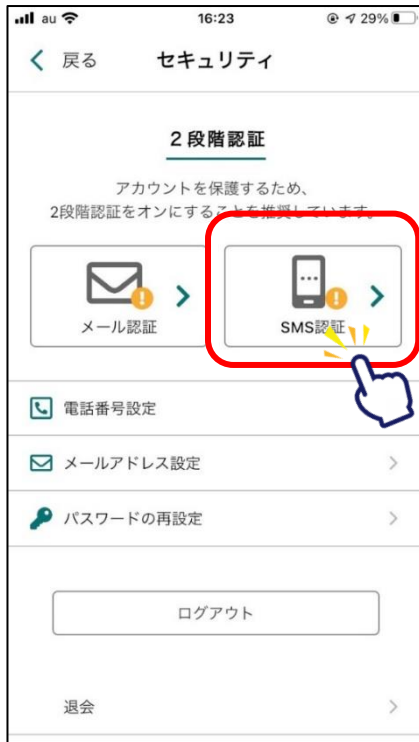 au 16:23 29%
戻る セキュリティ
2段階認証
アカウントを保護するため、
2段階認証をオンにすることを推奨しています。
メール認証 SMS認証
電話番号設定
メールアドレス設定
パスワードの再設定
ログアウト
退会